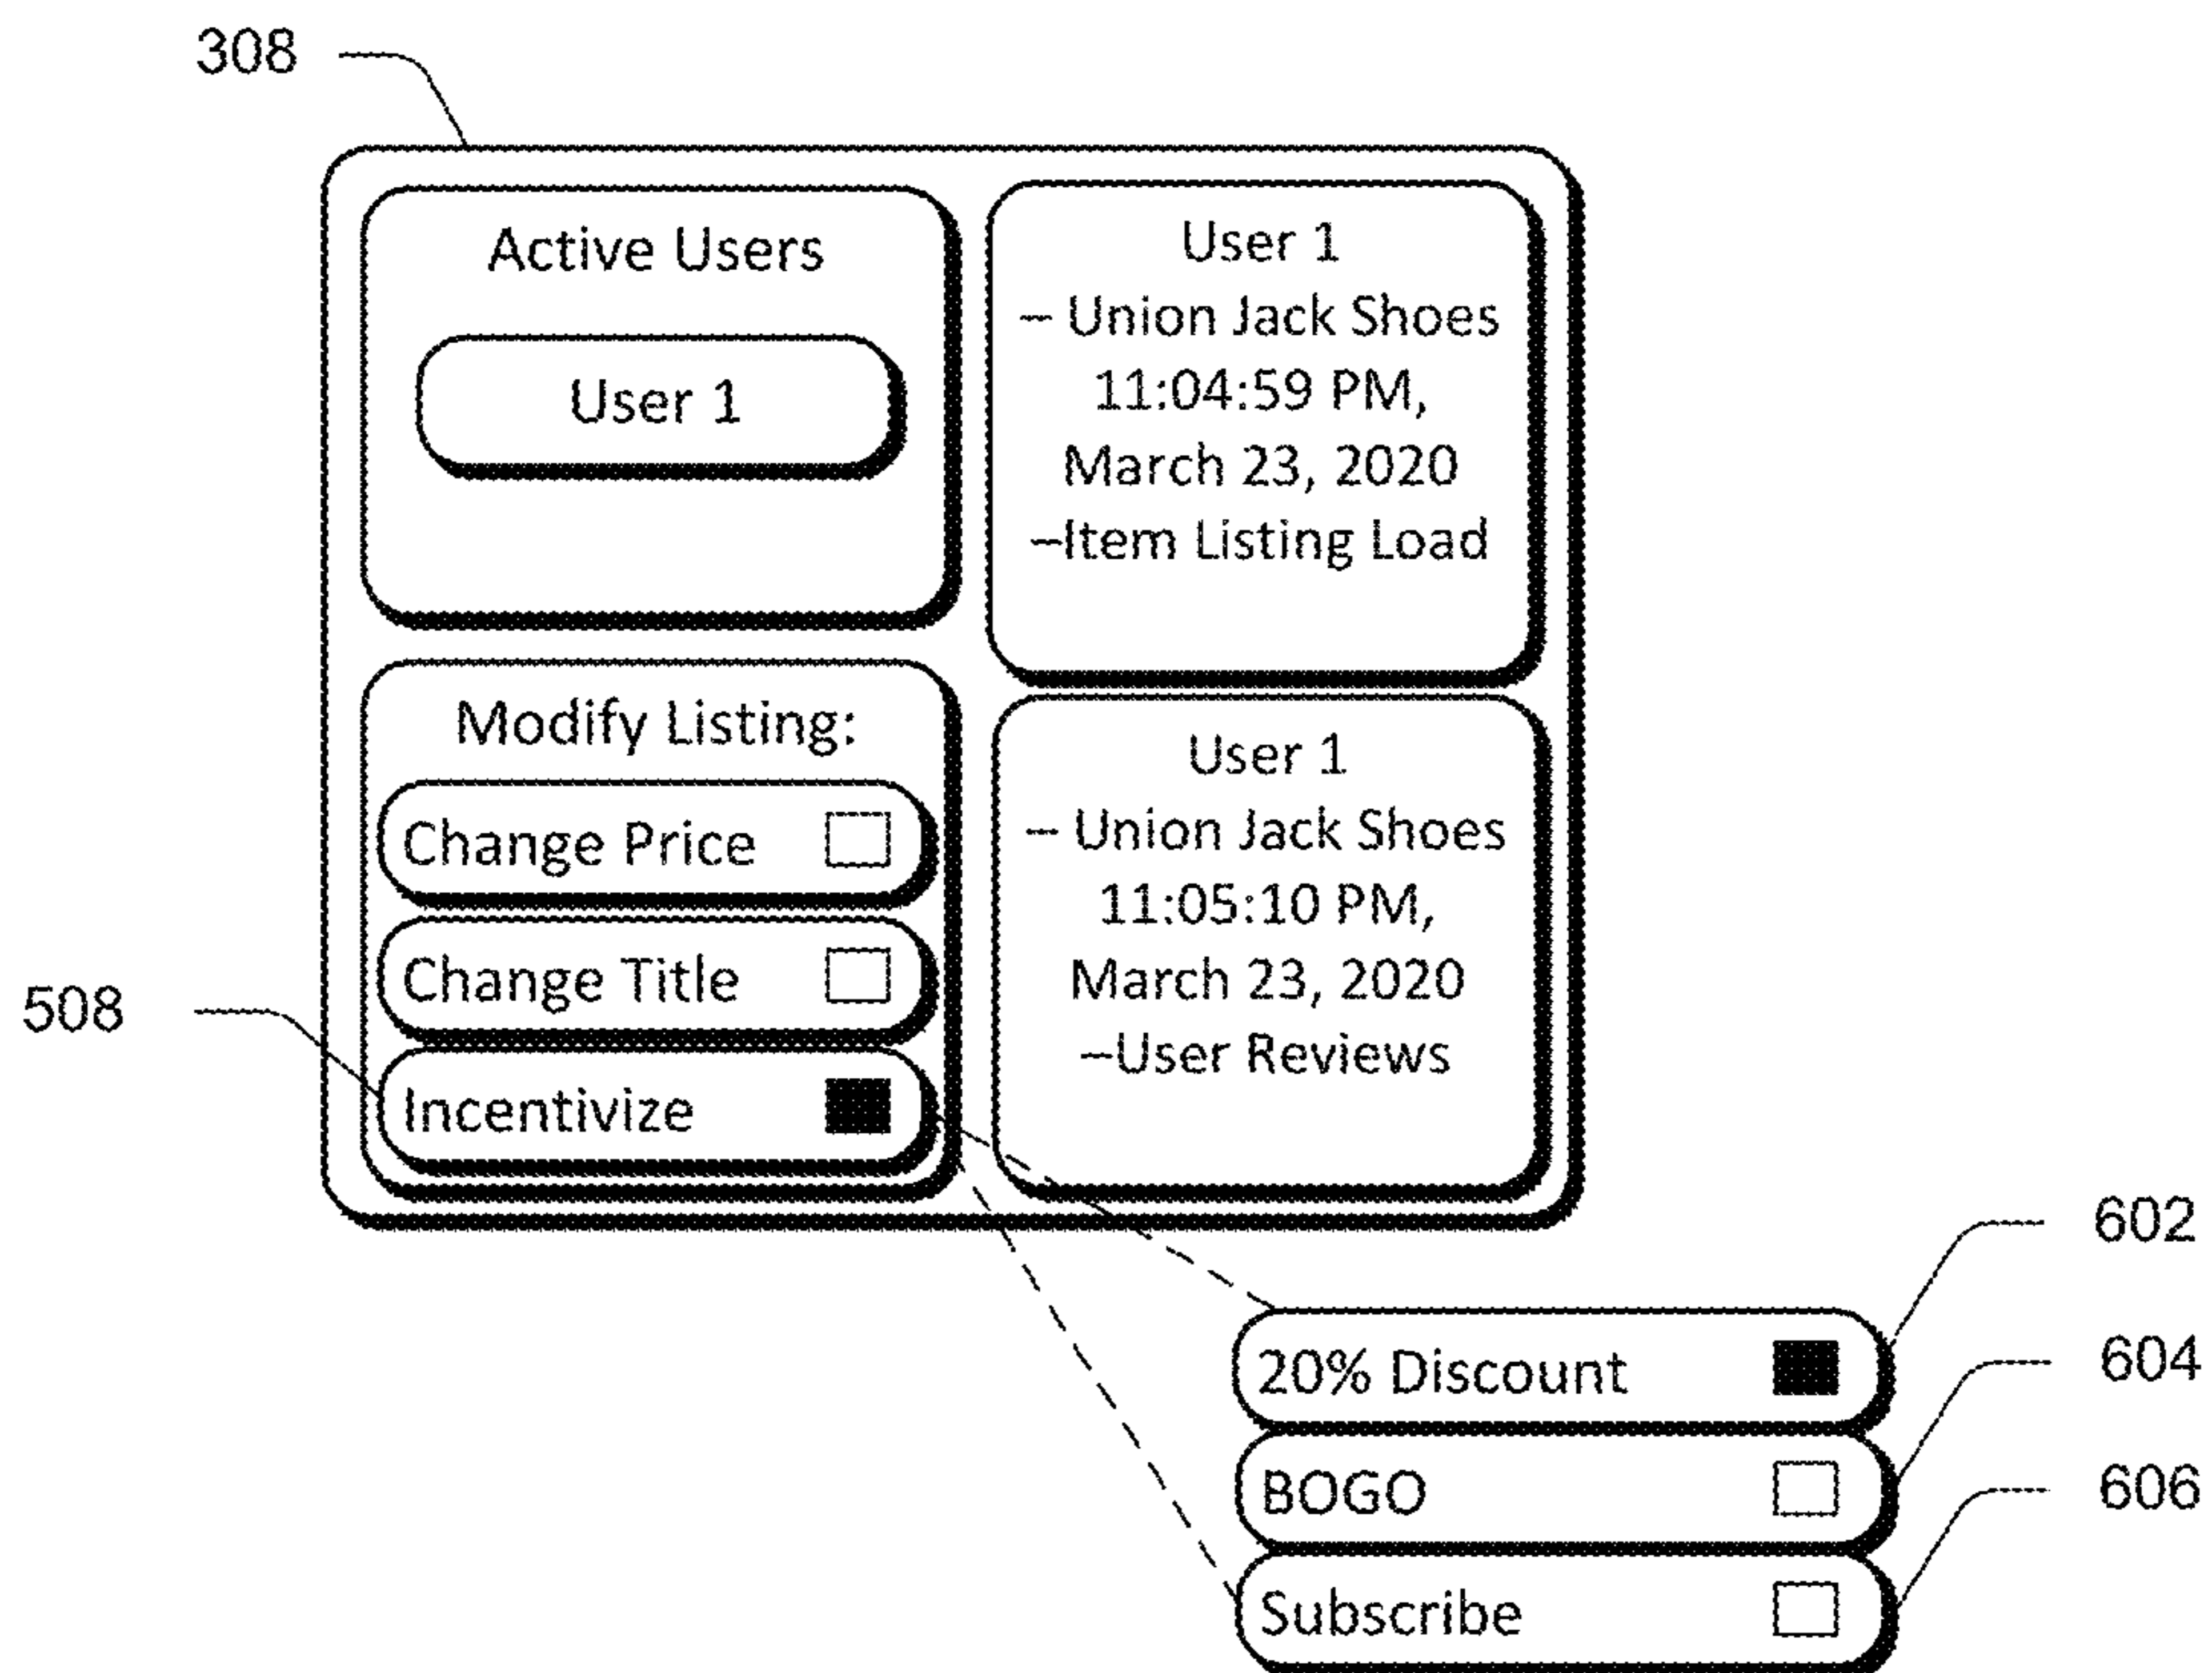 308
Active Users
User 1
User 1
– Union Jack Shoes
11:04:59 PM,
March 23, 2020
–Item Listing Load
Modify Listing:
Change Price
Change Title
508
Incentivize
User 1
– Union Jack Shoes
11:05:10 PM,
March 23, 2020
–User Reviews
602
20% Discount
604
BOGO
606
Subscribe